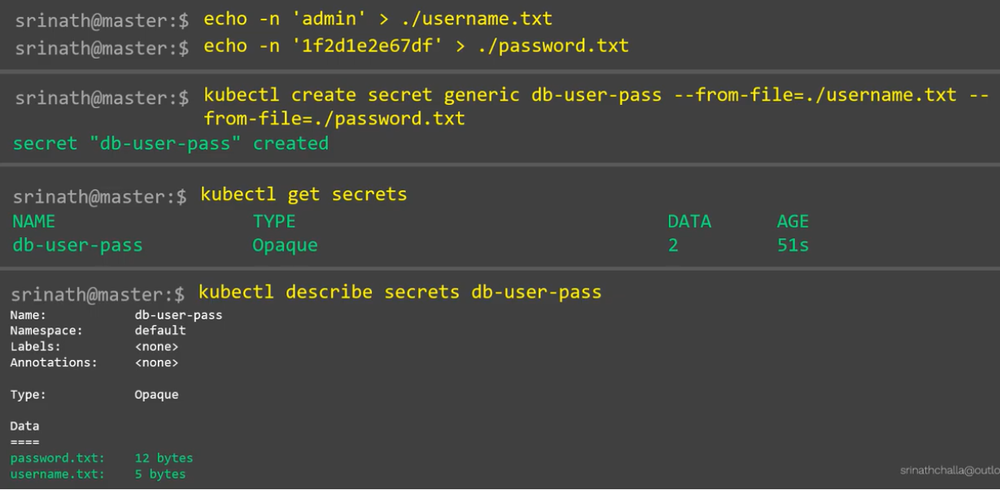 srinath@master:$ echo -n 'admin' > ./username.txt
srinath@master:$ echo -n '1f2d1e2e67df' > ./password.txt
srinath@master:$ kubectl create secret generic db-user-pass --from-file=./username.txt --
from-file=./password.txt
secret "db-user-pass" created
srinath@master:$ kubectl get secrets
NAME TYPE DATA AGE
db-user-pass Opaque 2 51s
srinath@master:$ kubectl describe secrets db-user-pass
Name: db-user-pass
Namespace: default
Labels: <none>
Annotations: <none>
Type: Opaque
Data
====
password.txt: 12 bytes
username.txt: 5 bytes
srinathchalla@outlo